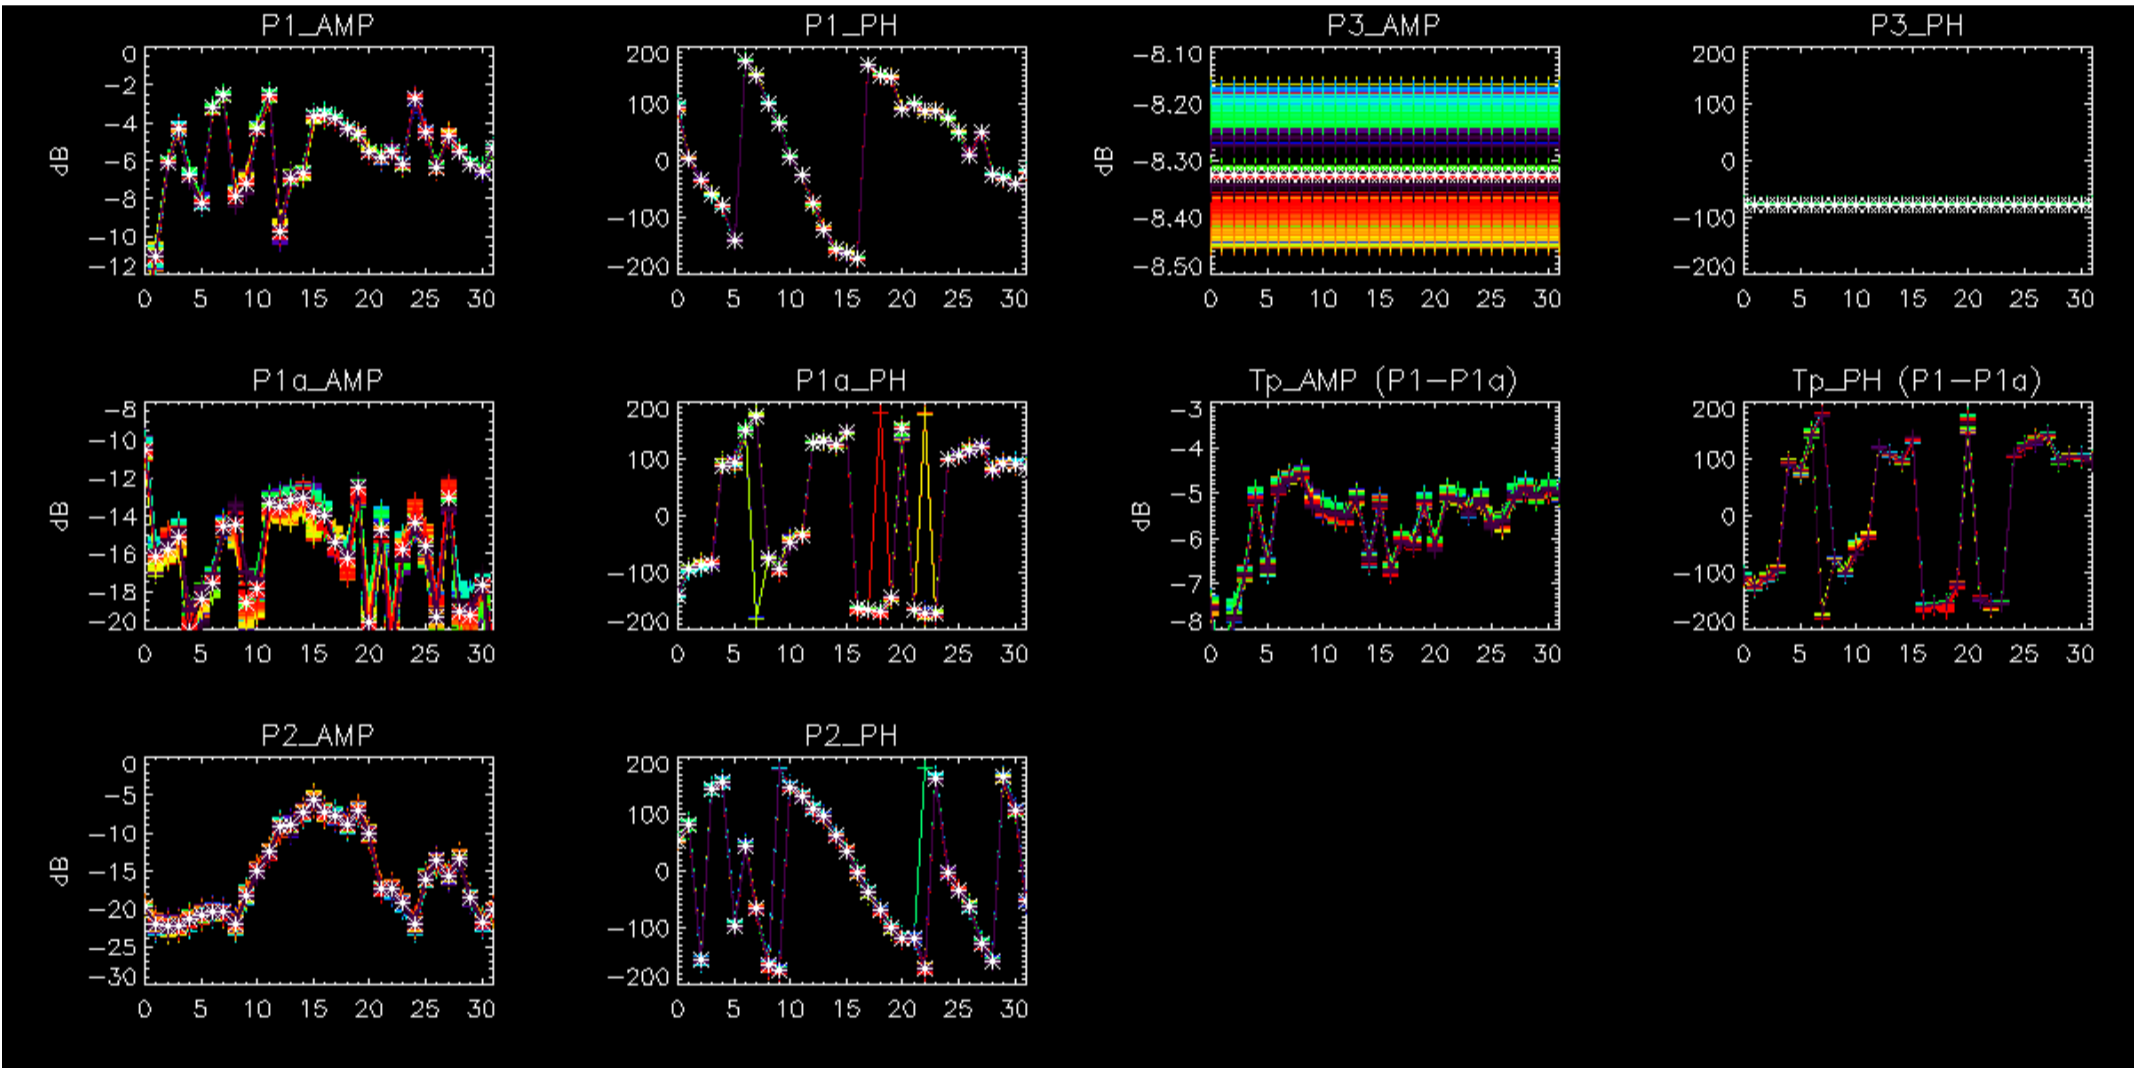 P1_AMP
P1_PH
P3_AMP
P3_PH
0
-2
-4
-6
-8
-10
-12
dB
0 5 10 15 20 25 30
200
100
0
-100
-200
0 5 10 15 20 25 30
-8.10
-8.20
-8.30
-8.40
-8.50
dB
0 5 10 15 20 25 30
200
100
0
-100
-200
0 5 10 15 20 25 30
P1a_AMP
P1a_PH
Tp_AMP (P1-P1a)
Tp_PH (P1-P1a)
-8
-10
-12
-14
-16
-18
-20
dB
0 5 10 15 20 25 30
200
100
0
-100
-200
0 5 10 15 20 25 30
-3
-4
-5
-6
-7
-8
dB
0 5 10 15 20 25 30
200
100
0
-100
-200
0 5 10 15 20 25 30
P2_AMP
P2_PH
0
-5
-10
-15
-20
-25
-30
dB
0 5 10 15 20 25 30
200
100
0
-100
-200
0 5 10 15 20 25 30